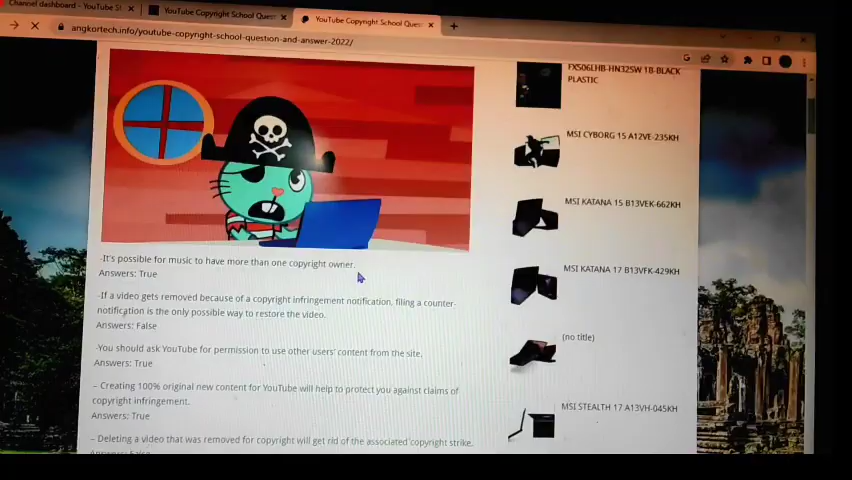 Channel dashboard - YouTube St
YouTube Copyright School Ques
YouTube Copyright School Ques
angkortech.info/youtube-copyright-school-question-and-answer-2022/
FX506LHB-HN325W 1B-BLACK
PLASTIC
MSI CYBORG 15 A12VE-235KH
MSI KATANA 15 B13VEK-662KH
MSI KATANA 17 B13VFK-429KH
(no title)
MSI STEALTH 17 A13VH-045KH
-It's possible for music to have more than one copyright owner.
Answers: True
-If a video gets removed because of a copyright infringement notification, filing a counter-
notification is the only possible way to restore the video.
Answers: False
-You should ask YouTube for permission to use other users' content from the site.
Answers: True
– Creating 100% original new content for YouTube will help to protect you against claims of
copyright infringement.
Answers: True
– Deleting a video that was removed for copyright will get rid of the associated copyright strike.
Answers: False